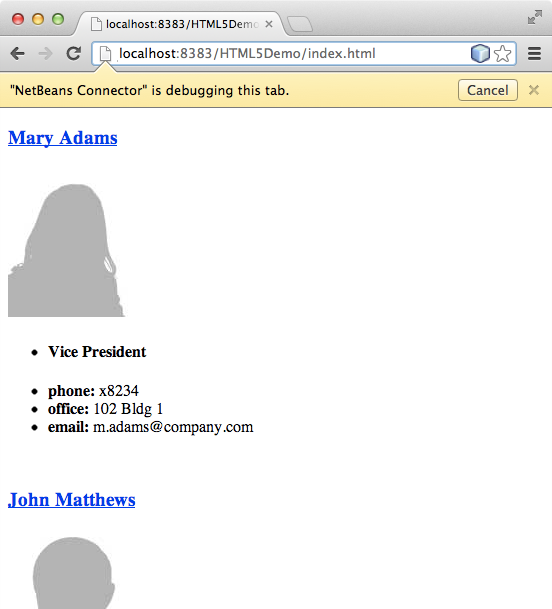 localhost:8383/HTML5Demo
localhost:8383/HTML5Demo/index.html
"NetBeans Connector" is debugging this tab.
Cancel
Mary Adams
Vice President
phone: x8234
office: 102 Bldg 1
email: m.adams@company.com
John Matthews